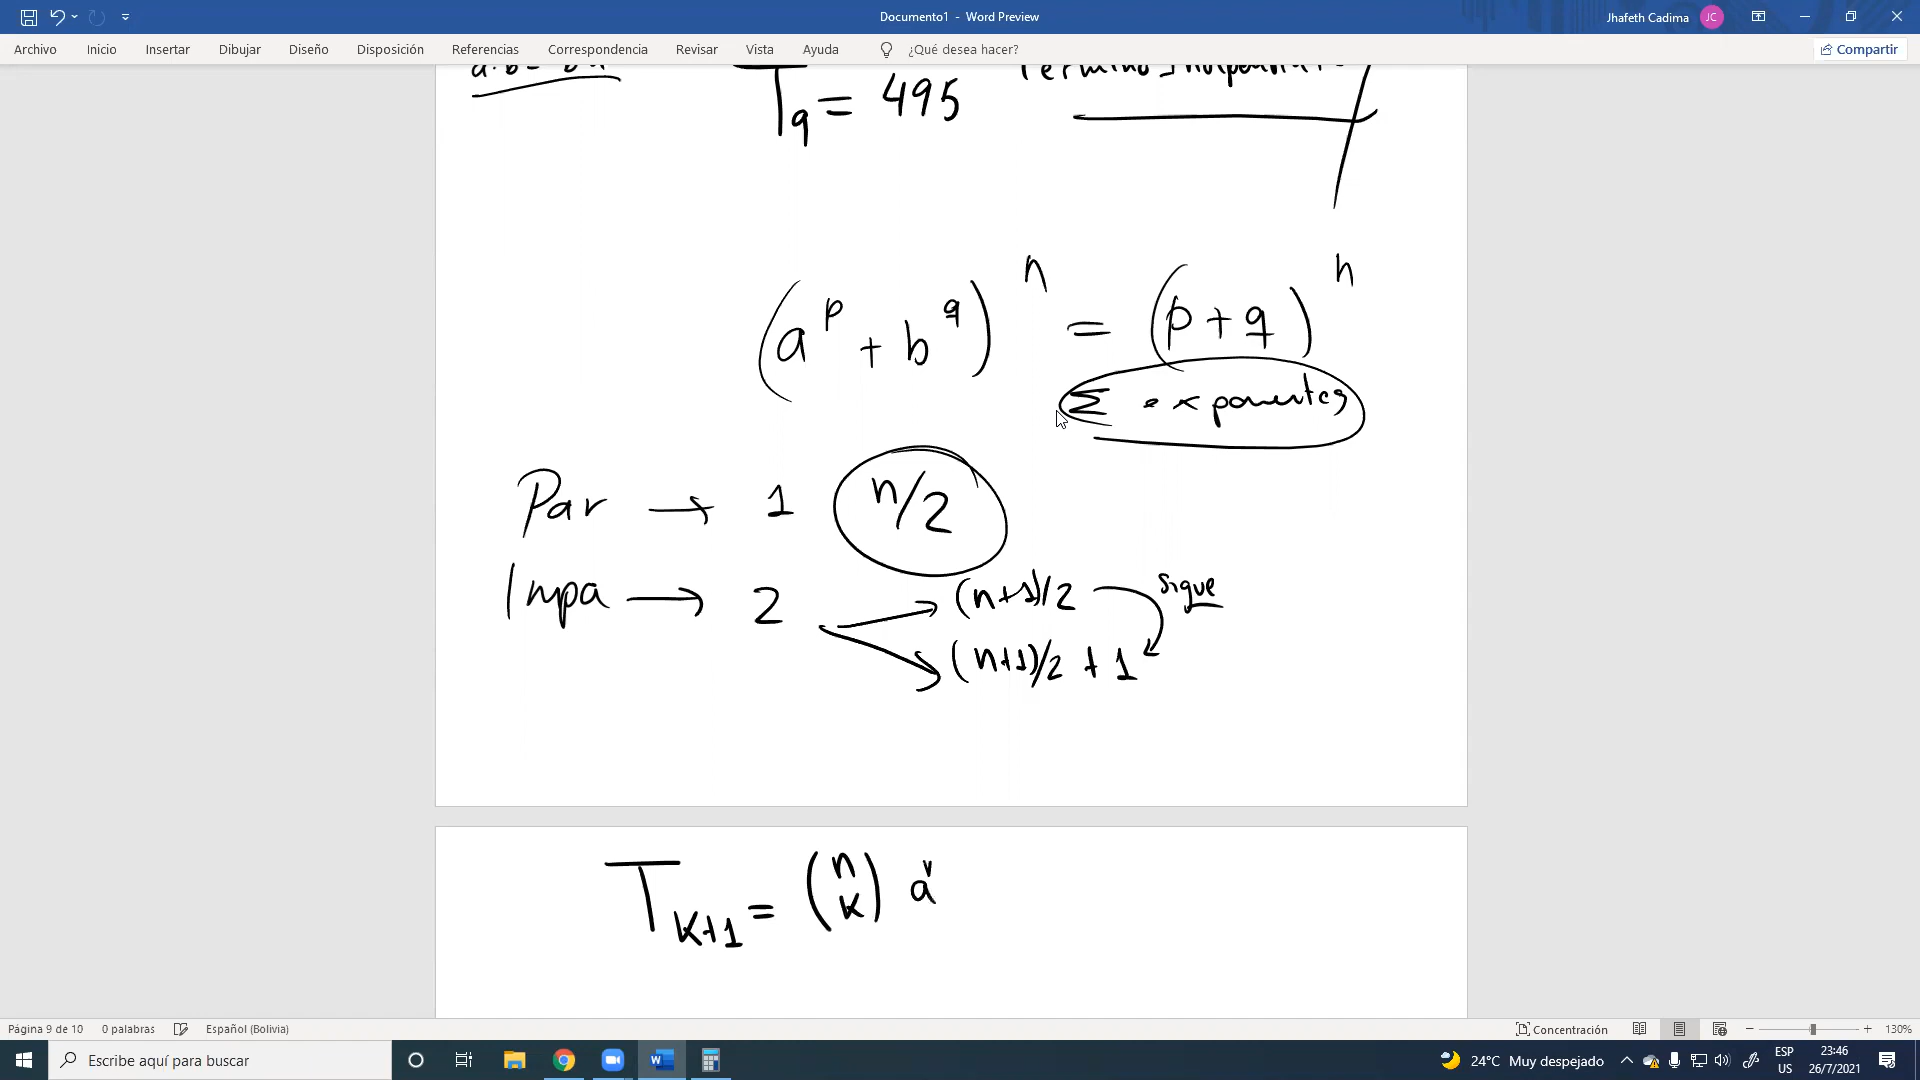 Documento1 - Word Preview
Jhafeth Cadima JC
Archivo Inicio Insertar Dibujar Diseño Disposición Referencias Correspondencia Revisar Vista Ayuda ¿Qué desea hacer? Compartir
T9 = 495
(a^p + b^q)^n = (p+q)^n
Σ exponentes
Par → 1 n/2
Impa → 2 (n+1)/2 sigue
(n+1)/2 + 1
T_{K+1} = (n K) a
Página 9 de 10 0 palabras Español (Bolivia) Concentración 130%
Escribe aquí para buscar
24°C Muy despejado
ESP
US
23:46
26/7/2021